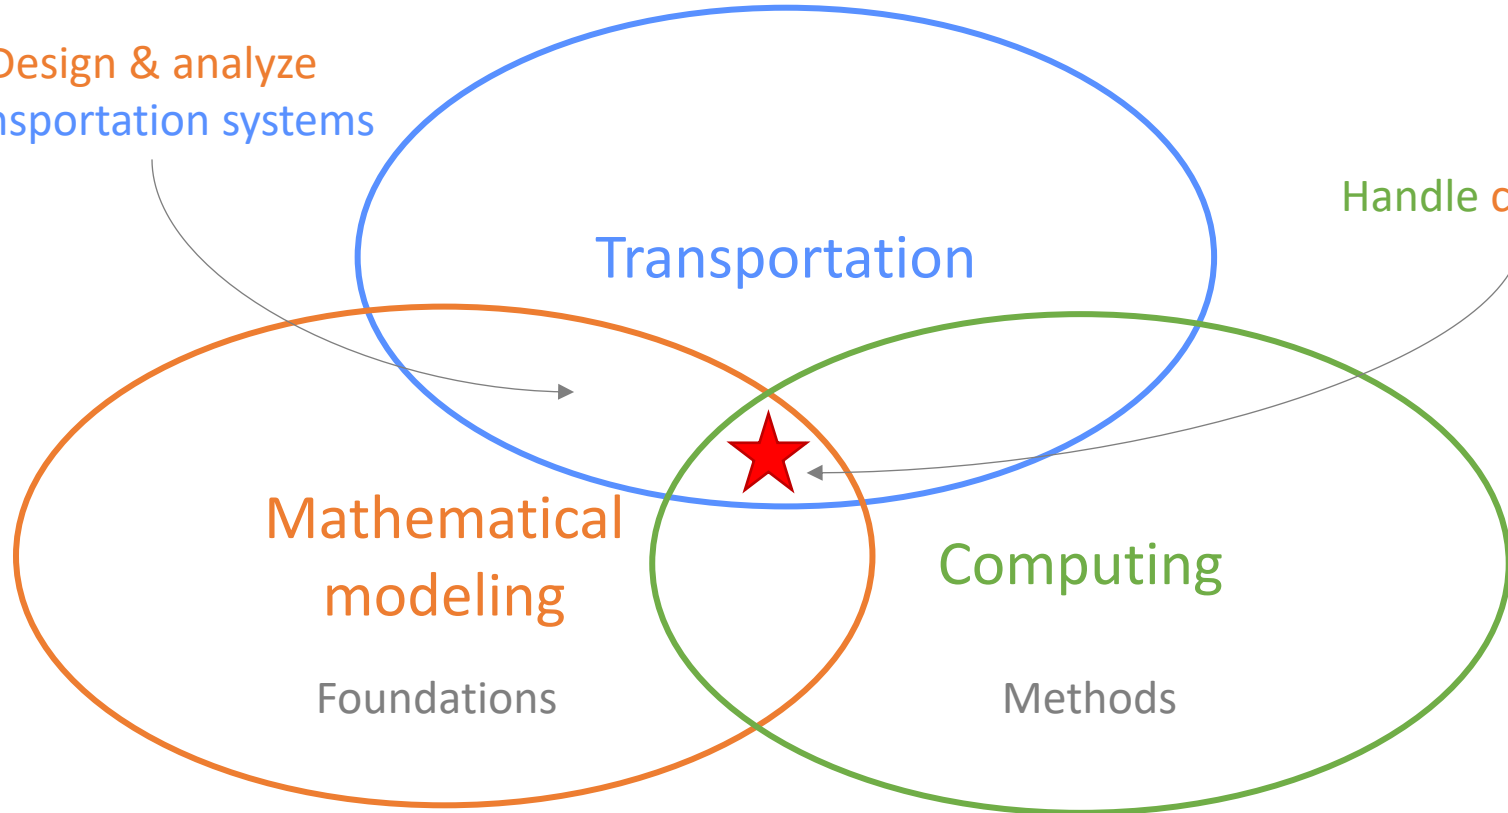 Design & analyze
nsportation systems
Handle
Transportation
Mathematical
modeling
Computing
Foundations
Methods